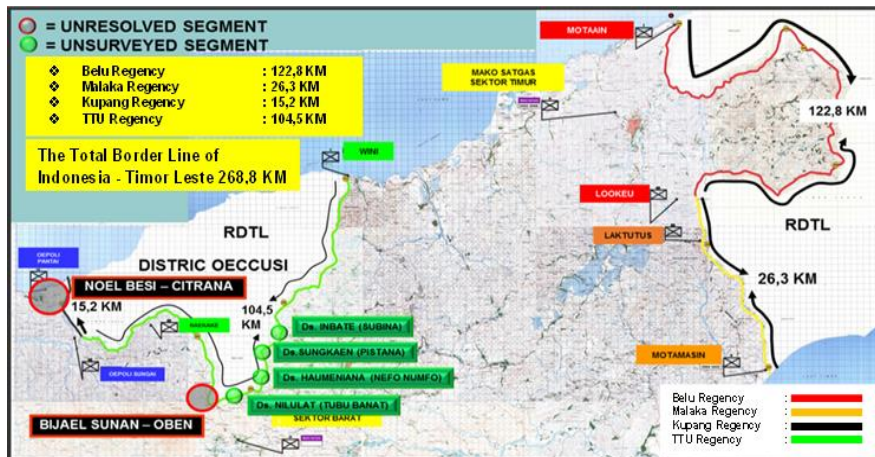 = UNRESOLVED SEGMENT
= UNSURVEYED SEGMENT
❖ Belu Regency : 122,8 KM
❖ Malaka Regency : 26,3 KM
❖ Kupang Regency : 15,2 KM
❖ TTU Regency : 104,5 KM
The Total Border Line of
Indonesia - Timor Leste 268,8 KM
MOTAAIN
MAKO SATGAS
SEKTOR TIMUR
122,8 KM
WINI
LOOKEU
RDTL
RDTL
LAKTUTUS
DISTRIC OECCUSI
OEPOLI
PANTAI
NOEL BESI – CITRANA
26,3 KM
15,2 KM
104,5
KM
Ds. INBATE (SUBINA)
Ds.SUNGKAEN (PISTANA)
OEPOLI SUNGAI
MOTAMASIN
Ds. HAUMENIANA (NEFO NUMFO)
Ds. NILULAT (TUBU BANAT)
SEKTOR BARAT
BIJAEL SUNAN – OBEN
Belu Regency :
Malaka Regency :
Kupang Regency :
TTU Regency :